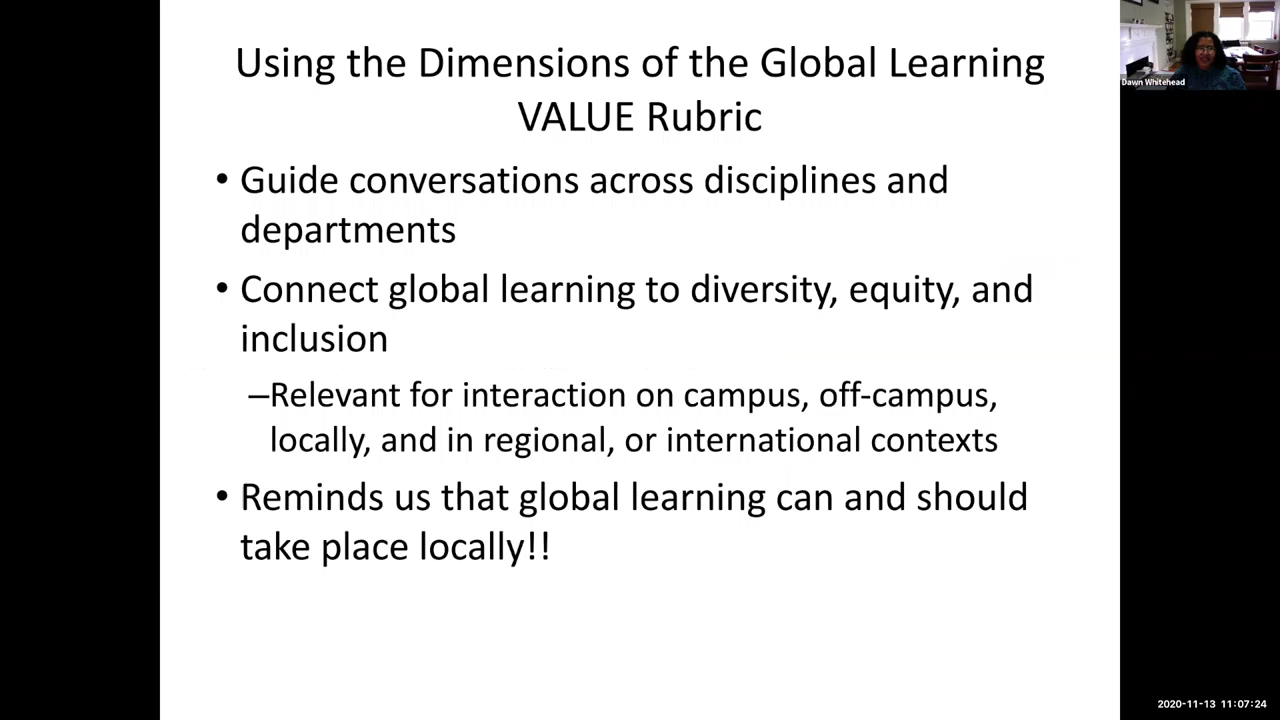 Using the Dimensions of the Global Learning
VALUE Rubric
• Guide conversations across disciplines and
departments
• Connect global learning to diversity, equity, and
inclusion
–Relevant for interaction on campus, off-campus,
locally, and in regional, or international contexts
• Reminds us that global learning can and should
take place locally!!
Dawn Whitehead
2020-11-13 11:07:24